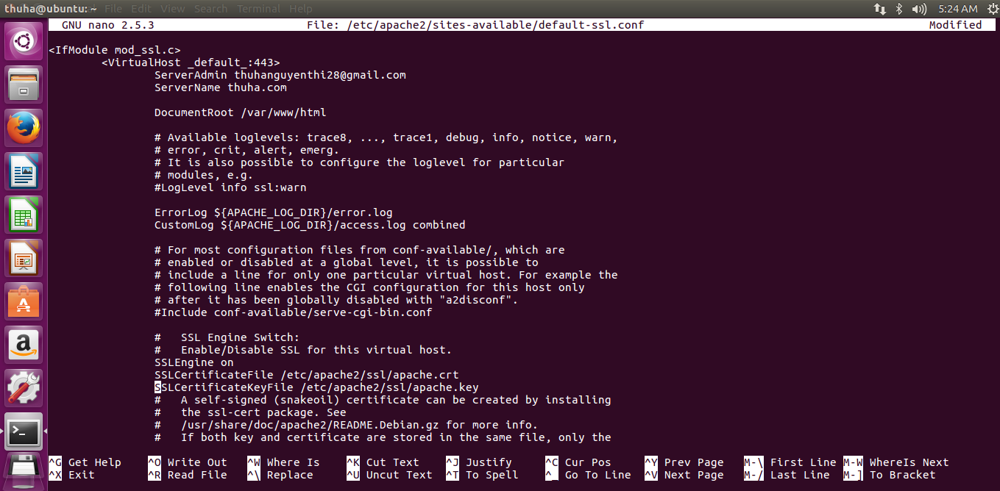 thuha@ubuntu: ~ File Edit View Search Terminal Help 5:24 AM
GNU nano 2.5.3 File: /etc/apache2/sites-available/default-ssl.conf Modified
<IfModule mod_ssl.c>
<VirtualHost _default_:443>
ServerAdmin thuhanguyenthi28@gmail.com
ServerName thuha.com
DocumentRoot /var/www/html
# Available loglevels: trace8, ..., trace1, debug, info, notice, warn,
# error, crit, alert, emerg.
# It is also possible to configure the loglevel for particular
# modules, e.g.
#LogLevel info ssl:warn
ErrorLog ${APACHE_LOG_DIR}/error.log
CustomLog ${APACHE_LOG_DIR}/access.log combined
# For most configuration files from conf-available/, which are
# enabled or disabled at a global level, it is possible to
# include a line for only one particular virtual host. For example the
# following line enables the CGI configuration for this host only
# after it has been globally disabled with "a2disconf".
#Include conf-available/serve-cgi-bin.conf
#   SSL Engine Switch:
#   Enable/Disable SSL for this virtual host.
SSLEngine on
SSLCertificateFile /etc/apache2/ssl/apache.crt
SSLCertificateKeyFile /etc/apache2/ssl/apache.key
#   A self-signed (snakeoil) certificate can be created by installing
#   the ssl-cert package. See
#   /usr/share/doc/apache2/README.Debian.gz for more info.
#   If both key and certificate are stored in the same file, only the
^G Get Help ^O Write Out ^W Where Is ^K Cut Text ^J Justify ^C Cur Pos ^Y Prev Page M-\ First Line M-W WhereIs Next
^X Exit ^R Read File ^\ Replace ^U Uncut Text ^T To Spell ^_ Go To Line ^V Next Page M-/ Last Line M-] To Bracket